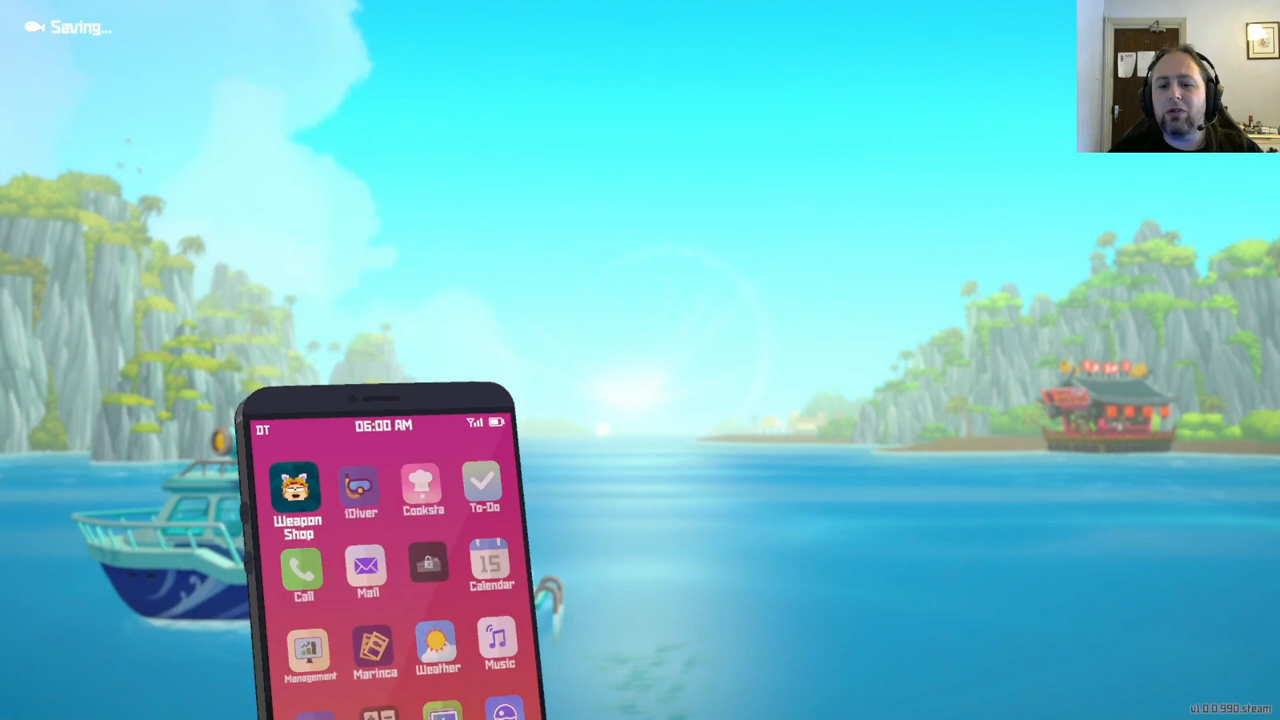 Saving...
DT
06:00 AM
Weapon
Shop
iDiver
Cooksta
To-Do
Call
Mail
15
Calendar
Management
Marinca
Weather
Music
v1.0.0.990.steam